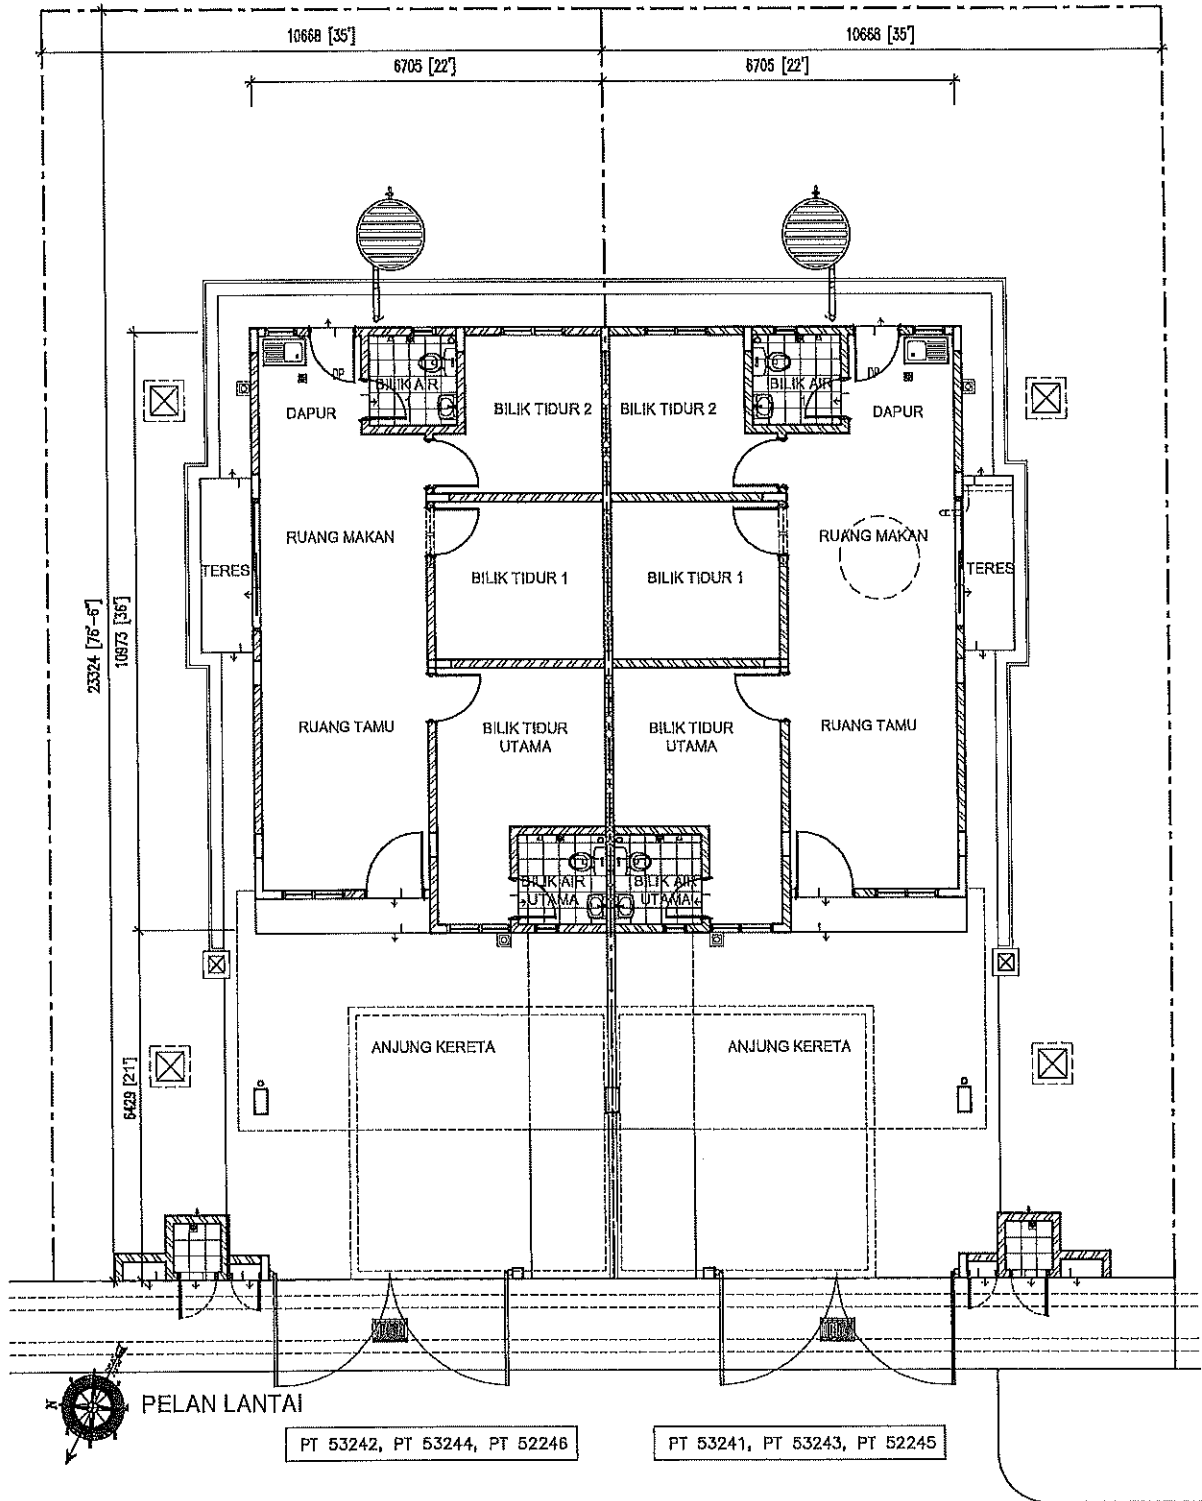 10668 [35']
10668 [35']
6705 [22']
6705 [22']
23324 [76'-6"]
10973 [36']
6429 [21']
DP
BILIK AIR
DAPUR
BILIK TIDUR 2
BILIK TIDUR 2
BILIK AIR
DP
DAPUR
RUANG MAKAN
RUANG MAKAN
TERES
BILIK TIDUR 1
BILIK TIDUR 1
TERES
RUANG TAMU
BILIK TIDUR
UTAMA
BILIK TIDUR
UTAMA
RUANG TAMU
BILIK AIR
UTAMA
BILIK AIR
UTAMA
ANJUNG KERETA
ANJUNG KERETA
N
PELAN LANTAI
PT 53242, PT 53244, PT 52246
PT 53241, PT 53243, PT 52245